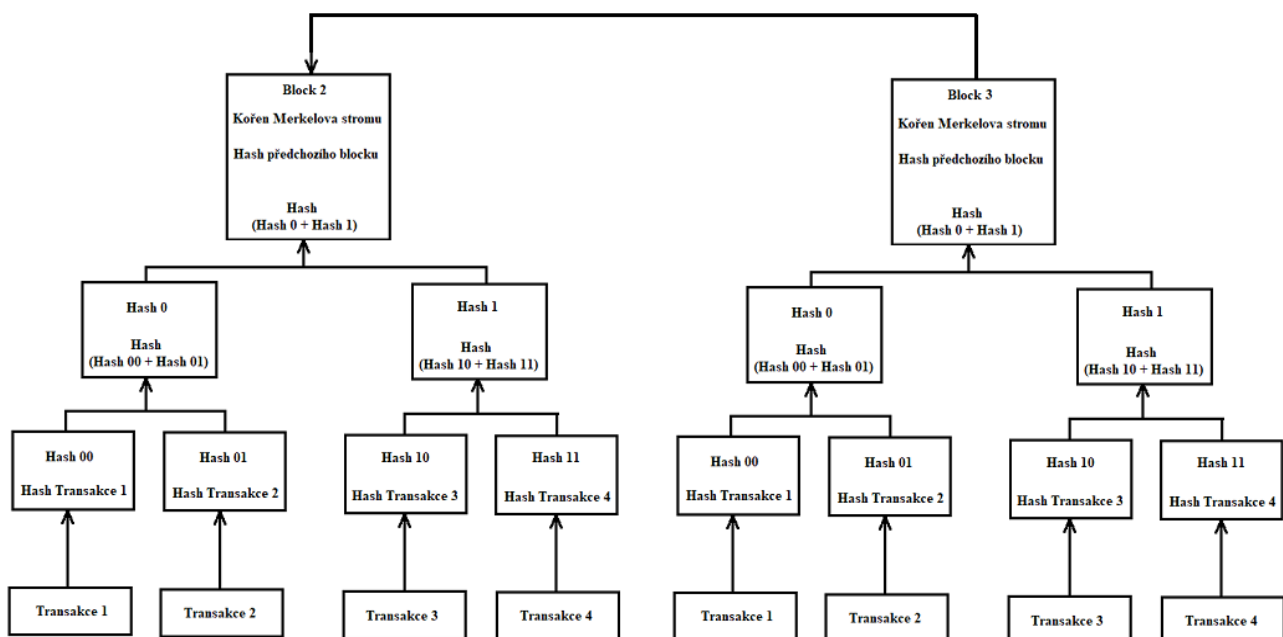 Block 2
Kořen Merkelova stromu
Hash předchozího blocku
Hash
(Hash 0 + Hash 1)
Block 3
Kořen Merkelova stromu
Hash předchozího blocku
Hash
(Hash 0 + Hash 1)
Hash 0
Hash
(Hash 00 + Hash 01)
Hash 1
Hash
(Hash 10 + Hash 11)
Hash 0
Hash
(Hash 00 + Hash 01)
Hash 1
Hash
(Hash 10 + Hash 11)
Hash 00
Hash Transakce 1
Hash 01
Hash Transakce 2
Hash 10
Hash Transakce 3
Hash 11
Hash Transakce 4
Hash 00
Hash Transakce 1
Hash 01
Hash Transakce 2
Hash 10
Hash Transakce 3
Hash 11
Hash Transakce 4
Transakce 1
Transakce 2
Transakce 3
Transakce 4
Transakce 1
Transakce 2
Transakce 3
Transakce 4